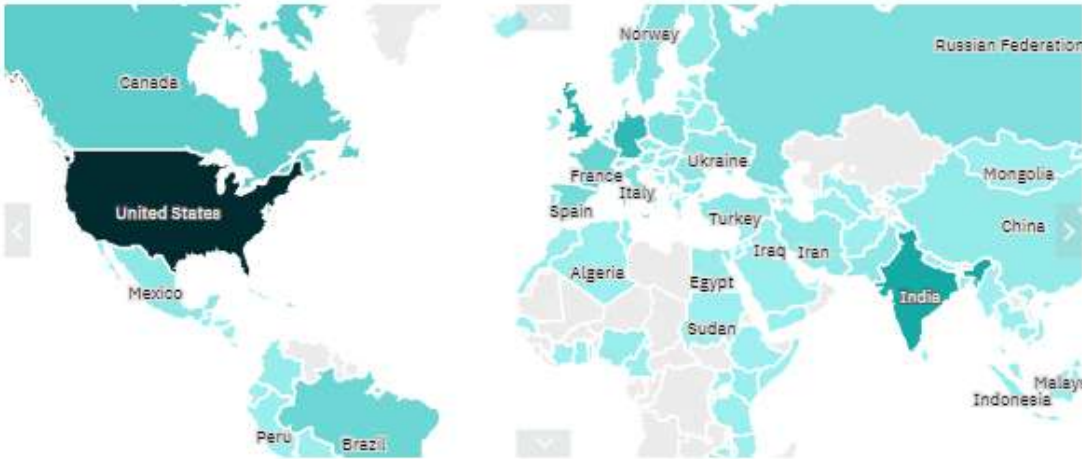 Norway
Russian Federation
Canada
Ukraine
France
Mongolia
Italy
United States
Spain
Turkey
China
Iraq
Iran
Algeria
Egypt
Mexico
India
Sudan
Malay
Indonesia
Peru
Brazil